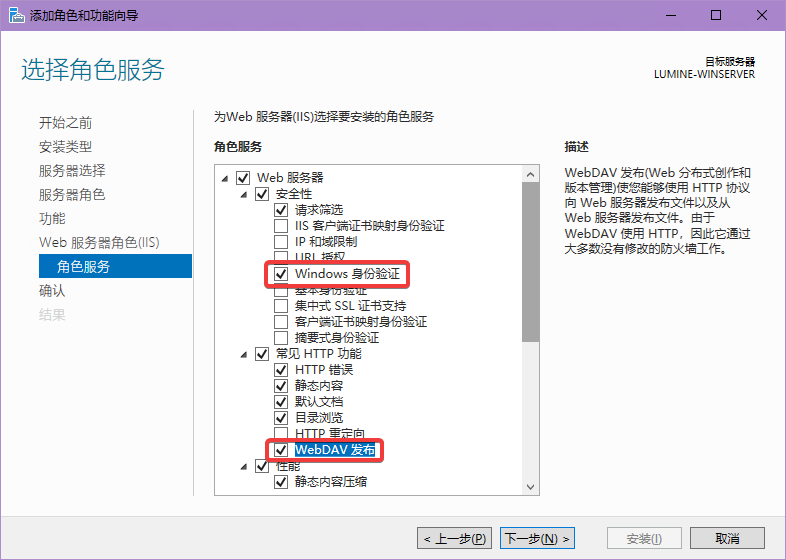 添加角色和功能向导
选择角色服务
目标服务器
LUMINE-WINSERVER
开始之前
安装类型
服务器选择
服务器角色
功能
Web 服务器角色(IIS)
角色服务
确认
结果
为Web 服务器(IIS)选择要安装的角色服务
角色服务
Web 服务器
安全性
请求筛选
IIS 客户端证书映射身份验证
IP 和域限制
URL 授权
Windows 身份验证
基本身份验证
集中式 SSL 证书支持
客户端证书映射身份验证
摘要式身份验证
常见 HTTP 功能
HTTP 错误
静态内容
默认文档
目录浏览
HTTP 重定向
WebDAV 发布
性能
静态内容压缩
描述
WebDAV 发布(Web 分布式创作和
版本管理)使您能够使用 HTTP 协议
向 Web 服务器发布文件以及从
Web 服务器发布文件。由于
WebDAV 使用 HTTP，因此它通过
大多数没有修改的防火墙工作。
< 上一步(P)
下一步(N) >
安装(I)
取消